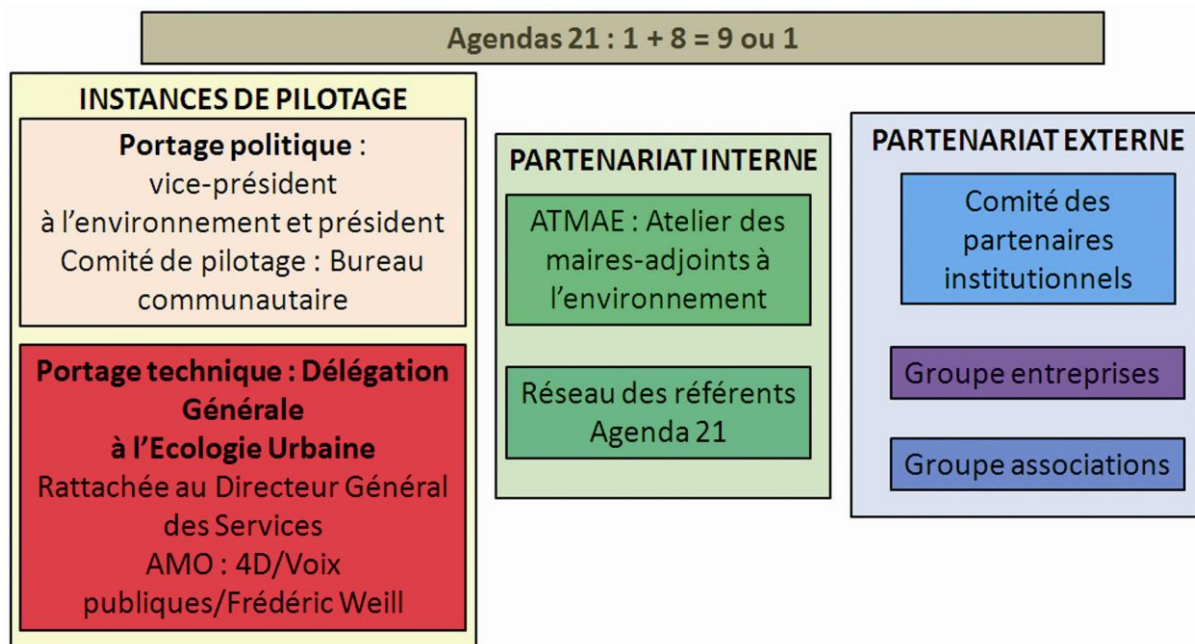 Agendas 21 : 1 + 8 = 9 ou 1
INSTANCES DE PILOTAGE
Portage politique :
vice-président
à l’environnement et président
Comité de pilotage : Bureau
communautaire
Portage technique : Délégation
Générale
à l’Ecologie Urbaine
Rattachée au Directeur Général
des Services
AMO : 4D/Voix
publiques/Frédéric Weill
PARTENARIAT INTERNE
ATMAE : Atelier des
maires-adjoints à
l’environnement
Réseau des référents
Agenda 21
PARTENARIAT EXTERNE
Comité des
partenaires
institutionnels
Groupe entreprises
Groupe associations